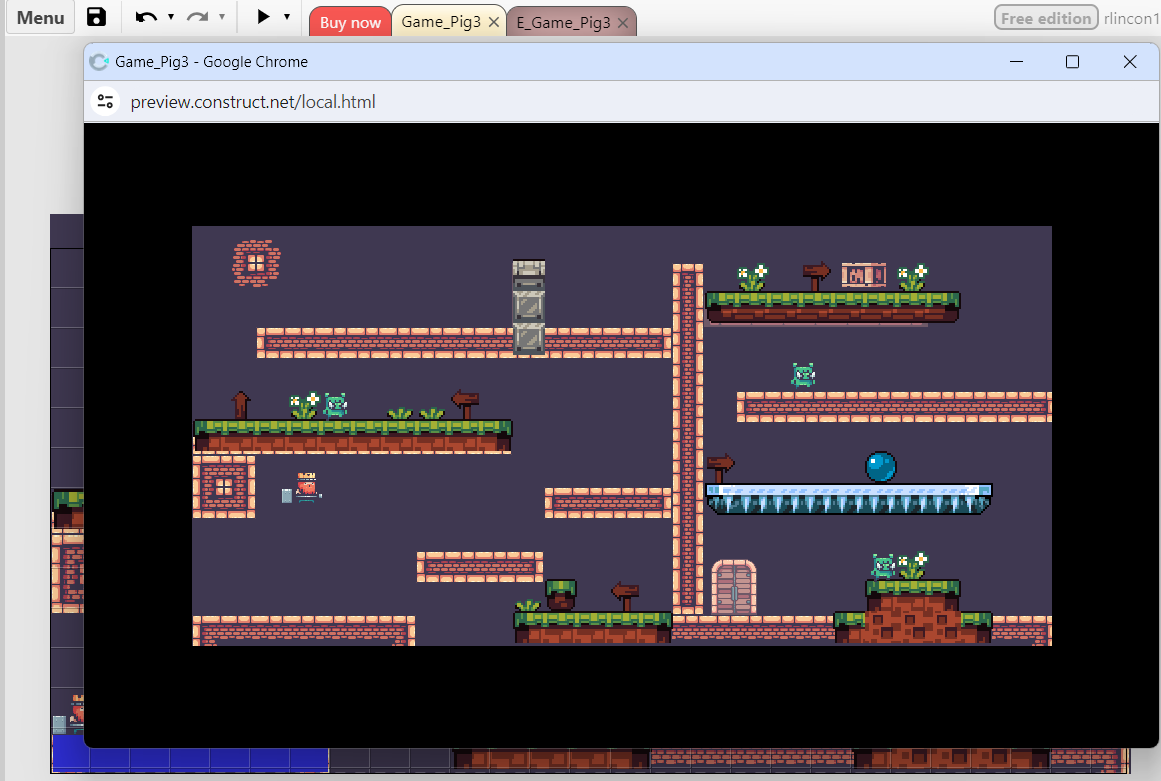 Menu
Buy now
Game_Pig3
E_Game_Pig3
Free edition
rlincon1
Game_Pig3 - Google Chrome
preview.construct.net/local.html